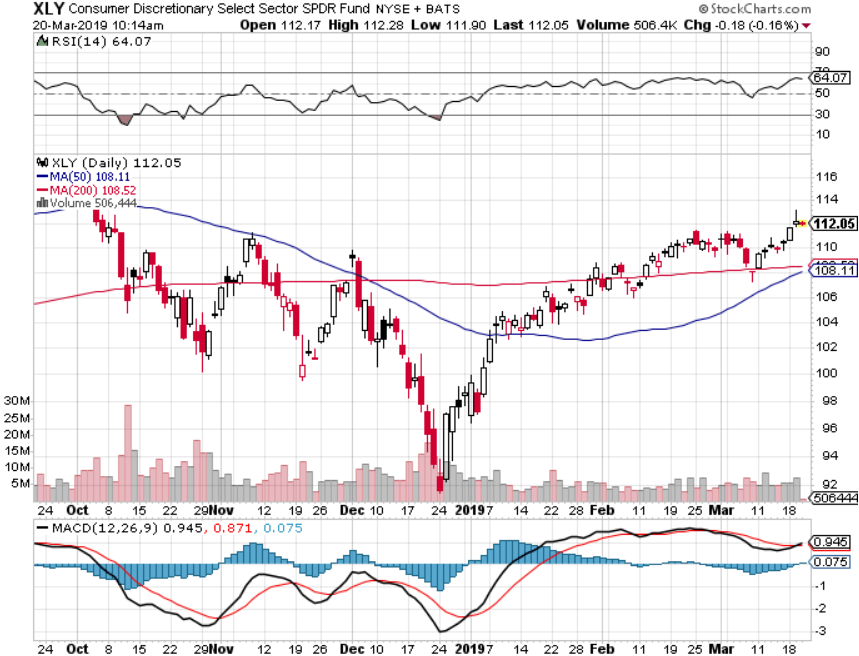 XLY Consumer Discretionary Select Sector SPDR Fund NYSE + BATS © StockCharts.com
20-Mar-2019 10:14am Open 112.17 High 112.28 Low 111.90 Last 112.05 Volume 506.4K Chg -0.18 (-0.16%)
RSI(14) 64.07
90
64.07
50
30
10
XLY (Daily) 112.05
MA(50) 108.11
MA(200) 108.52
Volume 506,444
116
114
112.05
110
108.11
106
104
102
100
98
96
94
92
30M
25M
20M
15M
10M
5M
506444
24 Oct 8 15 22 Nov 5 12 19 26 Dec 10 17 24 2019 7 14 22 28 Feb 11 19 25 Mar 11 18
MACD(12,26,9) 0.945, 0.871, 0.075
0.945
0.075
-1
-2
-3
24 Oct 8 15 22 29 Nov 5 12 19 26 Dec 10 17 24 2019 7 14 22 28 Feb 11 19 25 Mar 11 18